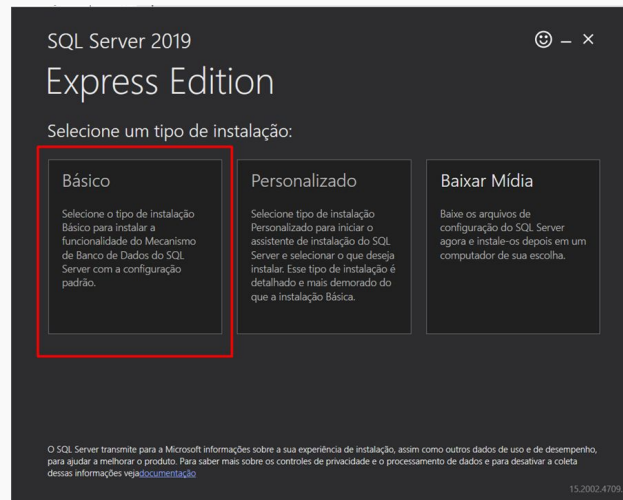 SQL Server 2019
Express Edition
Selecione um tipo de instalação:
Básico
Selecione o tipo de instalação
Básico para instalar a
funcionalidade do Mecanismo
de Banco de Dados do SQL
Server com a configuração
padrão.
Personalizado
Selecione tipo de instalação
Personalizado para iniciar o
assistente de instalação do SQL
Server e selecionar o que deseja
instalar. Esse tipo de instalação é
detalhado e mais demorado do
que a instalação Básica.
Baixar Mídia
Baixe os arquivos de
configuração do SQL Server
agora e instale-os depois em um
computador de sua escolha.
O SQL Server transmite para a Microsoft informações sobre a sua experiência de instalação, assim como outros dados de uso e de desempenho,
para ajudar a melhorar o produto. Para saber mais sobre os controles de privacidade e o processamento de dados e para desativar a coleta
dessas informações vejadocumentação
15.2002.4709.